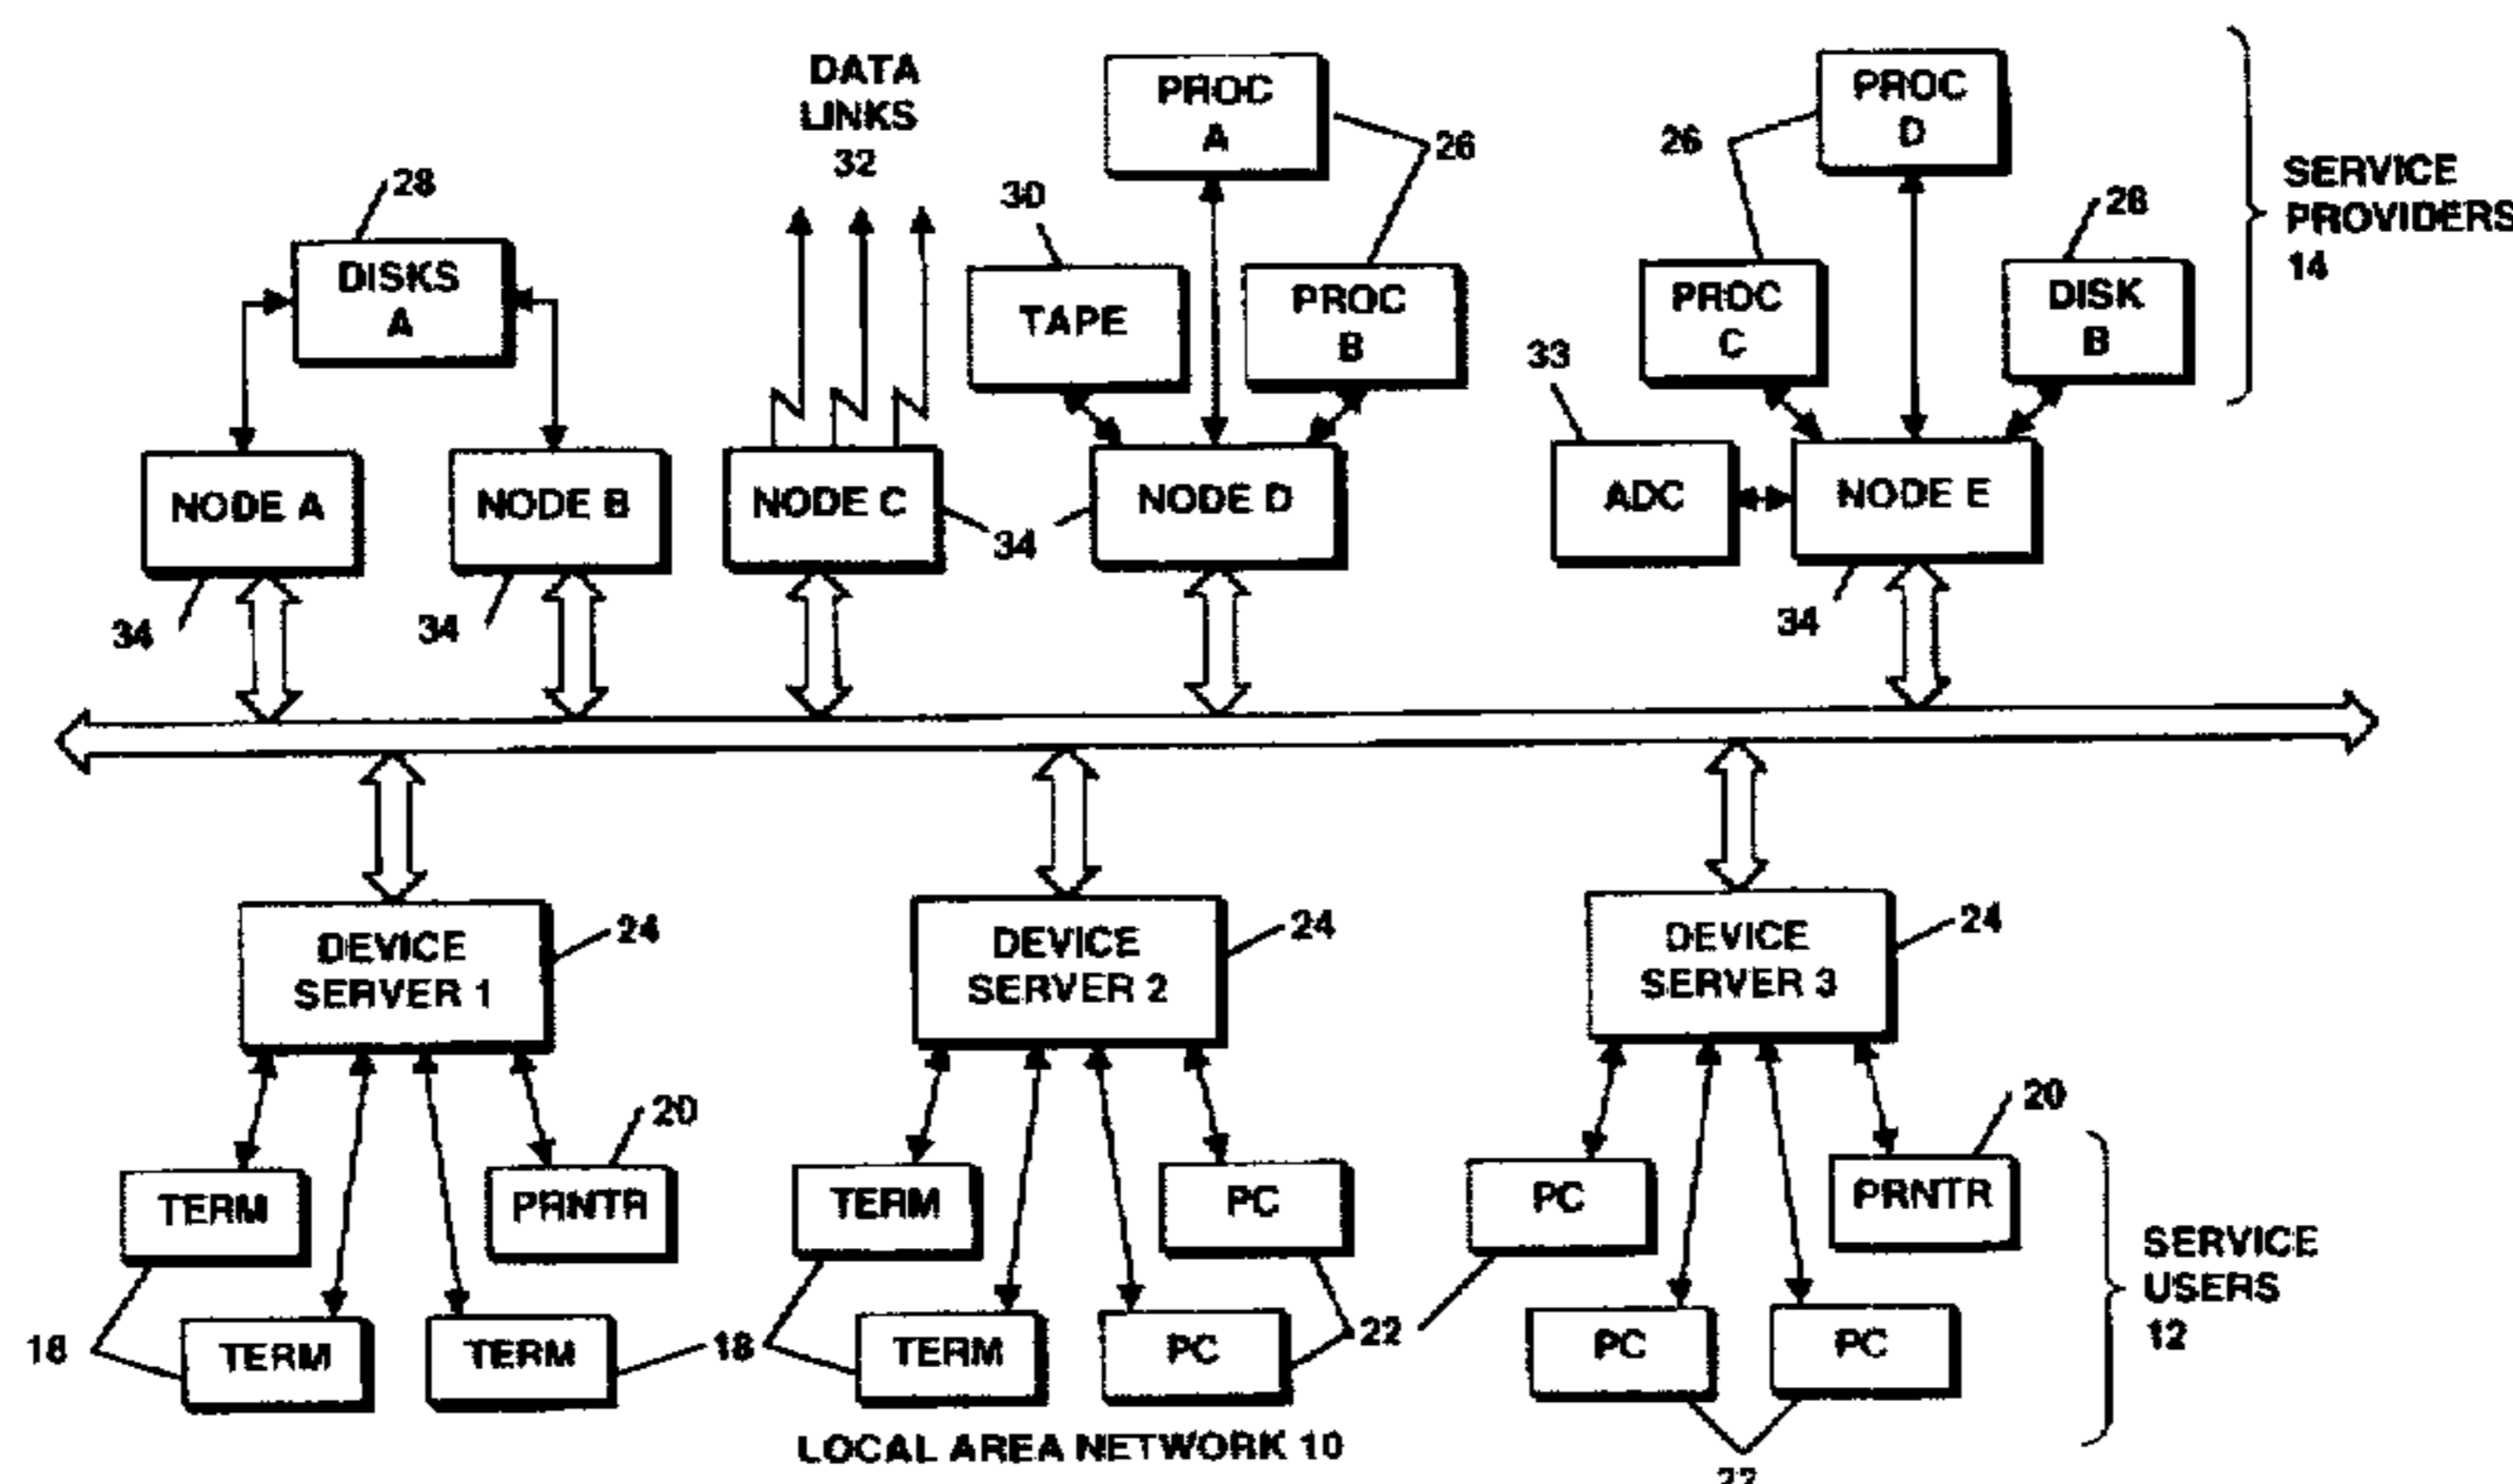 DATA
LINKS
32
PROC
A
26
26
PROC
D
SERVICE
PROVIDERS
14
28
30
28
DISKS
A
TAPE
PROC
B
33
PROC
C
DISK
B
NODE A
NODE B
NODE C
34
NODE D
ADC
NODE E
34
34
34
DEVICE
SERVER 1
24
DEVICE
SERVER 2
24
DEVICE
SERVER 3
24
20
20
TERM
PRNTR
TERM
PC
PC
PRNTR
SERVICE
USERS
12
18
TERM
TERM
18
TERM
PC
22
PC
PC
LOCAL AREA NETWORK 10
22